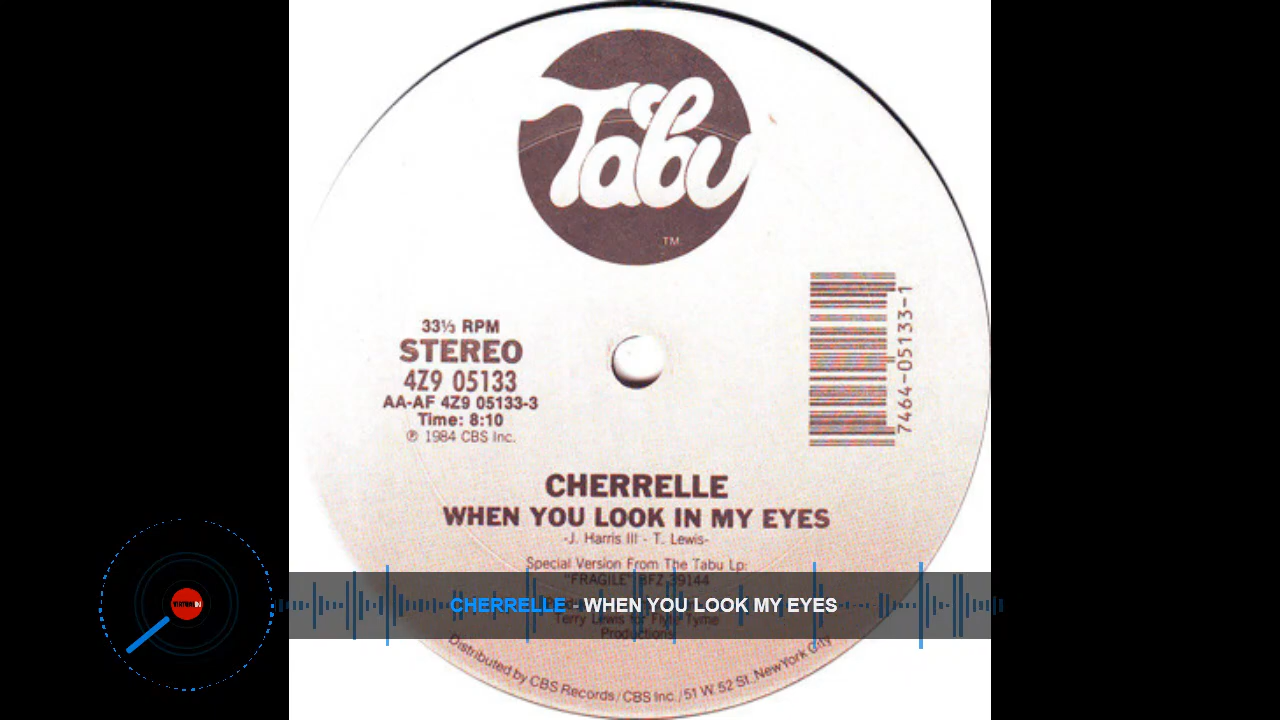 Tabu
TM.
33⅓ RPM
STEREO
4Z9 05133
AA-AF 4Z9 05133-3
Time: 8:10
℗ 1984 CBS Inc.
7464-05133-1
CHERRELLE
WHEN YOU LOOK IN MY EYES
-J. Harris III - T. Lewis-
Special Version From The Tabu Lp:
"FRAGILE" BFZ 39144
CHERRELLE - WHEN YOU LOOK MY EYES
Terry Lewis for Flyte Tyme
Productions
Distributed by CBS Records / CBS Inc. / 51 W. 52 St. New York City